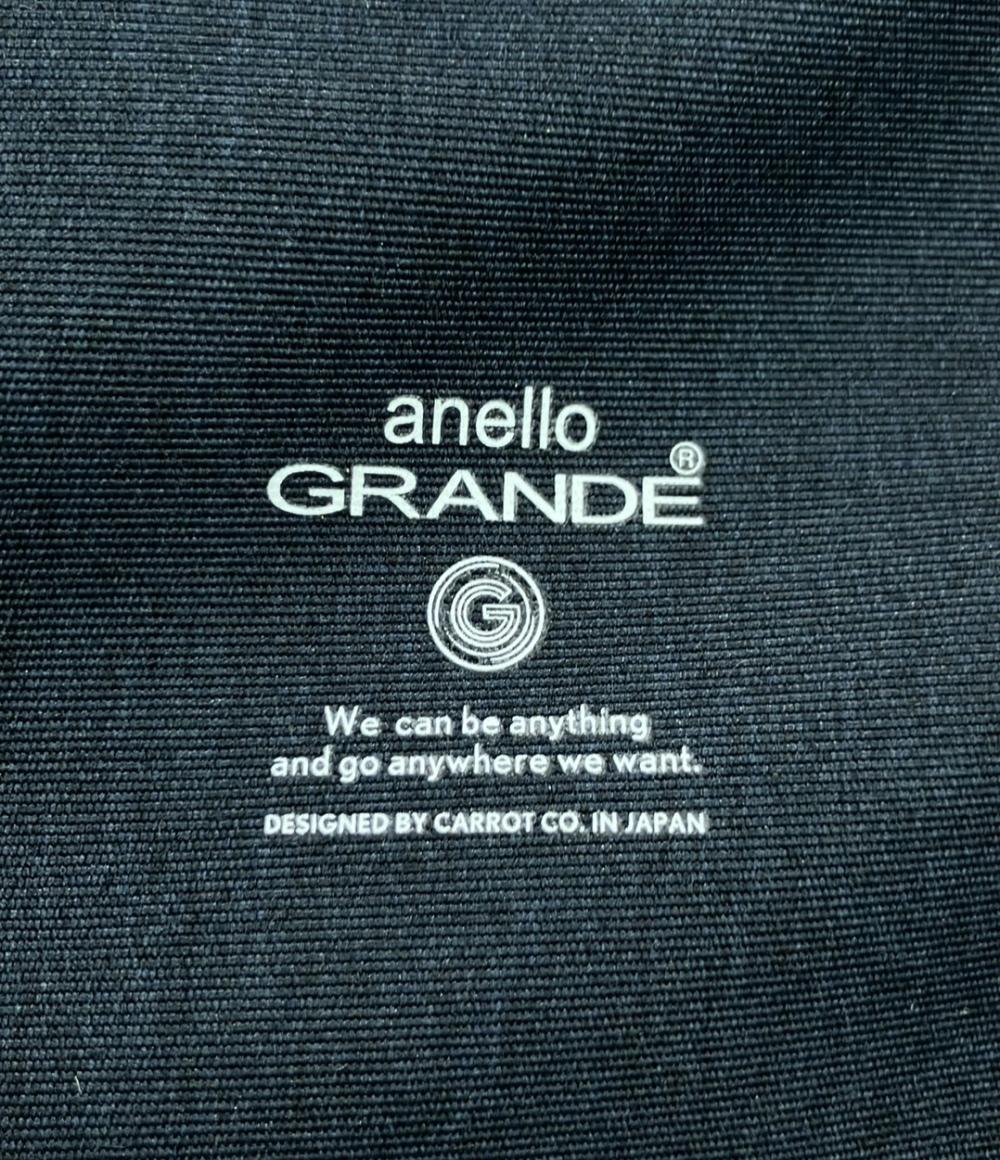 anello
GRANDE®
G
We can be anything
and go anywhere we want.
DESIGNED BY CARROT CO. IN JAPAN